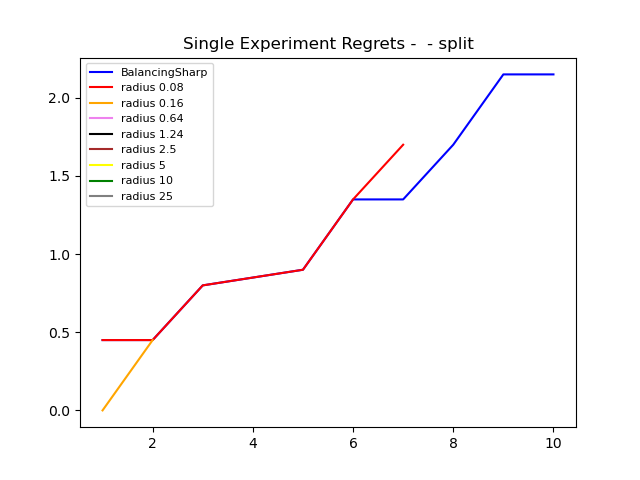 Single Experiment Regrets -  - split
BalancingSharp
radius 0.08
radius 0.16
radius 0.64
radius 1.24
radius 2.5
radius 5
radius 10
radius 25
2.0
1.5
1.0
0.5
0.0
2 4 6 8 10